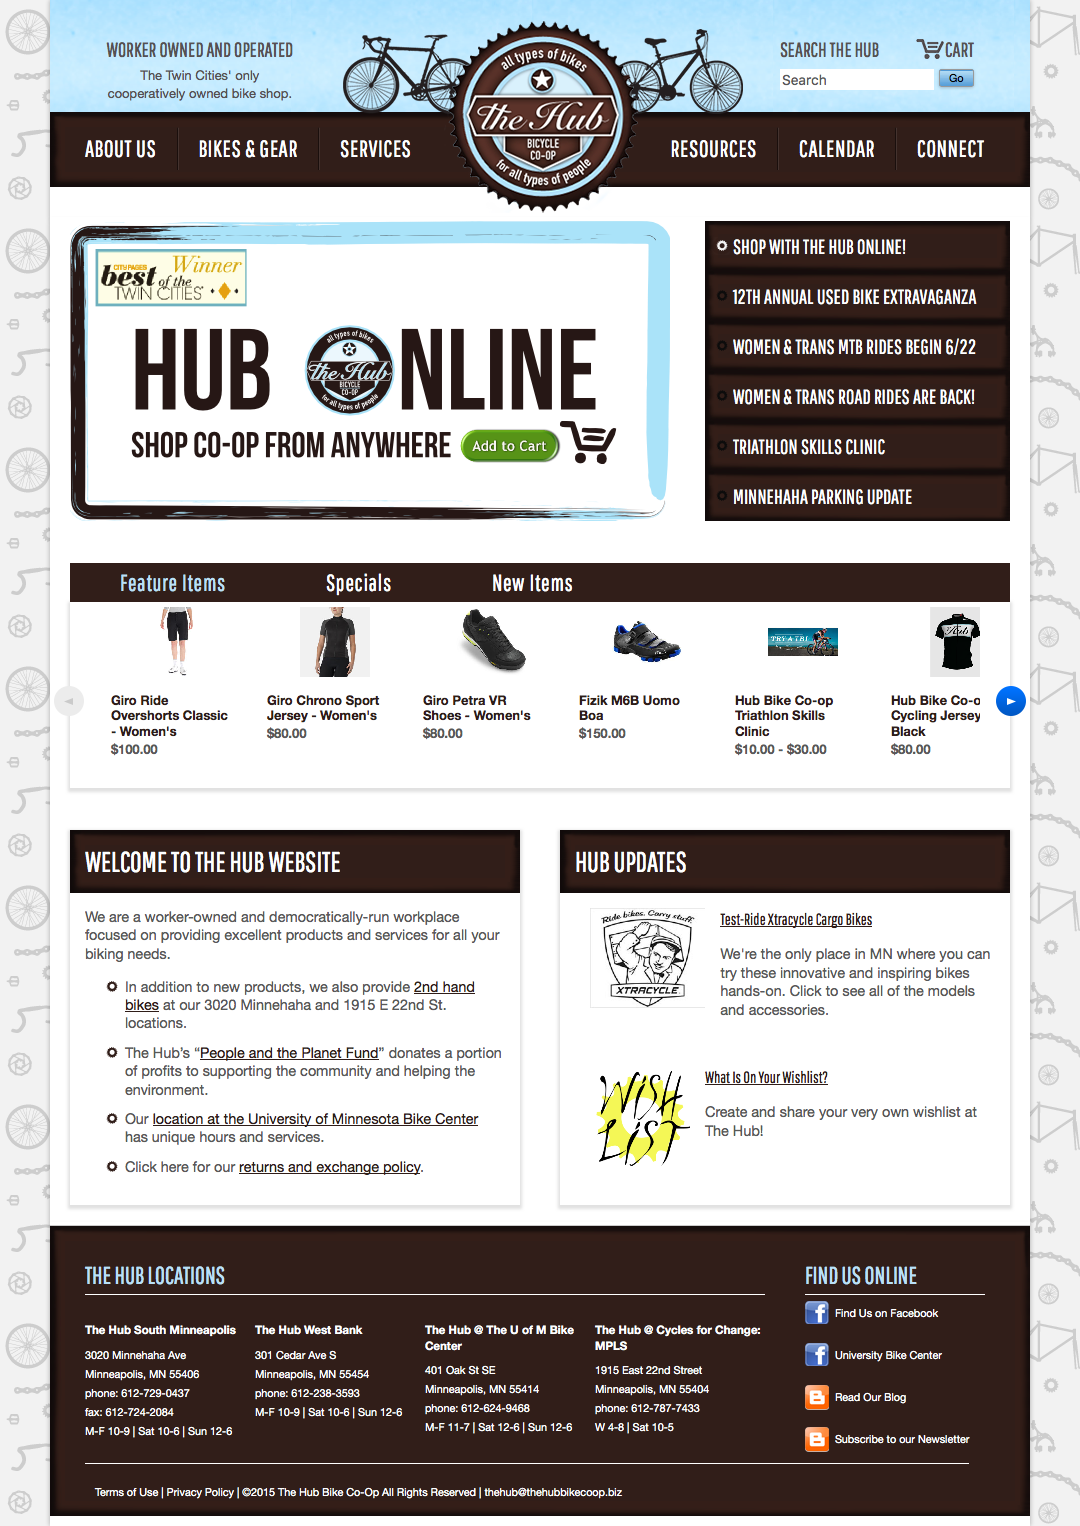 WORKER OWNED AND OPERATED
The Twin Cities' only
cooperatively owned bike shop.
all types of bikes
the Hub
BICYCLE
CO-OP
for all types of people
SEARCH THE HUB
CART
Search
Go
ABOUT US
BIKES & GEAR
SERVICES
RESOURCES
CALENDAR
CONNECT
CITY PAGES
Winner
best of the
TWIN CITIES
HUB
all types of bikes
the Hub
BICYCLE
CO-OP
for all types of people
NLINE
SHOP CO-OP FROM ANYWHERE
Add to Cart
SHOP WITH THE HUB ONLINE!
12TH ANNUAL USED BIKE EXTRAVAGANZA
WOMEN & TRANS MTB RIDES BEGIN 6/22
WOMEN & TRANS ROAD RIDES ARE BACK!
TRIATHLON SKILLS CLINIC
MINNEHAHA PARKING UPDATE
Feature Items
Specials
New Items
TRY A TRI
Hub
Giro Ride
Overshorts Classic
- Women's
$100.00
Giro Chrono Sport
Jersey - Women's
$80.00
Giro Petra VR
Shoes - Women's
$80.00
Fizik M6B Uomo
Boa
$150.00
Hub Bike Co-op
Triathlon Skills
Clinic
$10.00 - $30.00
Hub Bike Co-o
Cycling Jersey
Black
$80.00
WELCOME TO THE HUB WEBSITE
We are a worker-owned and democratically-run workplace
focused on providing excellent products and services for all your
biking needs.
In addition to new products, we also provide 2nd hand
bikes at our 3020 Minnehaha and 1915 E 22nd St.
locations.
The Hub's “People and the Planet Fund” donates a portion
of profits to supporting the community and helping the
environment.
Our location at the University of Minnesota Bike Center
has unique hours and services.
Click here for our returns and exchange policy.
HUB UPDATES
Ride bikes. Carry stuff.
XTRACYCLE.
Test-Ride Xtracycle Cargo Bikes
We're the only place in MN where you can
try these innovative and inspiring bikes
hands-on. Click to see all of the models
and accessories.
WiSH
LiST
What Is On Your Wishlist?
Create and share your very own wishlist at
The Hub!
THE HUB LOCATIONS
The Hub South Minneapolis
3020 Minnehaha Ave
Minneapolis, MN 55406
phone: 612-729-0437
fax: 612-724-2084
M-F 10-9 | Sat 10-6 | Sun 12-6
The Hub West Bank
301 Cedar Ave S
Minneapolis, MN 55454
phone: 612-238-3593
M-F 10-9 | Sat 10-6 | Sun 12-6
The Hub @ The U of M Bike
Center
401 Oak St SE
Minneapolis, MN 55414
phone: 612-624-9468
M-F 11-7 | Sat 12-6 | Sun 12-6
The Hub @ Cycles for Change:
MPLS
1915 East 22nd Street
Minneapolis, MN 55404
phone: 612-787-7433
W 4-8 | Sat 10-5
FIND US ONLINE
Find Us on Facebook
University Bike Center
Read Our Blog
Subscribe to our Newsletter
Terms of Use | Privacy Policy | ©2015 The Hub Bike Co-Op All Rights Reserved | thehub@thehubbikecoop.biz